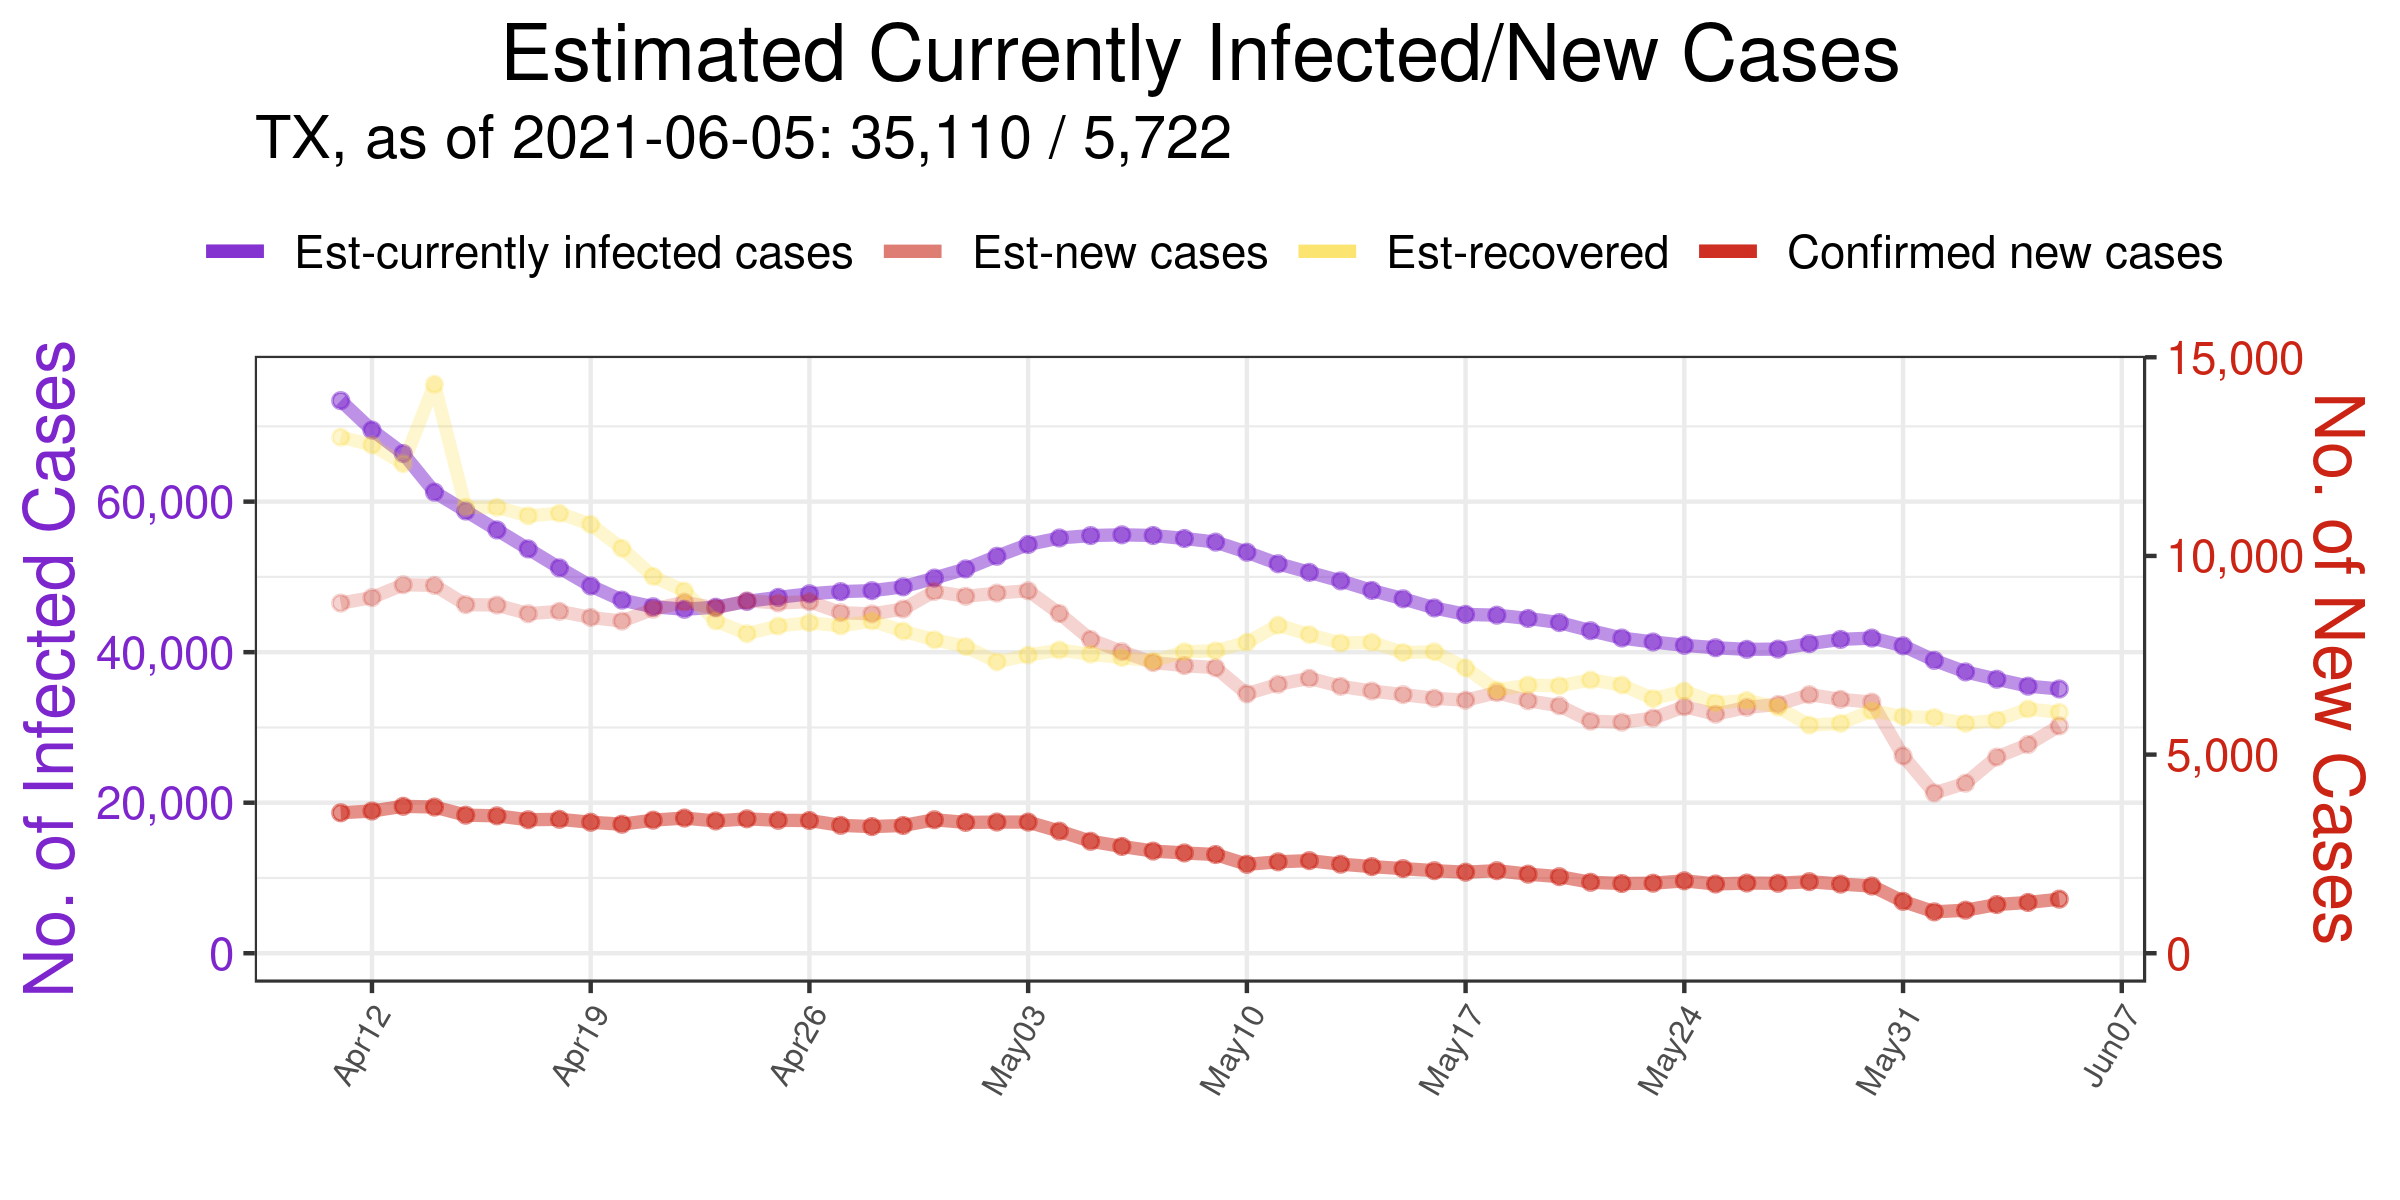 Estimated Currently Infected/New Cases
TX, as of 2021-06-05: 35,110 / 5,722
Est-currently infected cases Est-new cases Est-recovered Confirmed new cases
No. of Infected Cases
60,000
40,000
20,000
0
15,000
10,000
5,000
0
No. of New Cases
Apr12 Apr19 Apr26 May03 May10 May17 May24 May31 Jun07